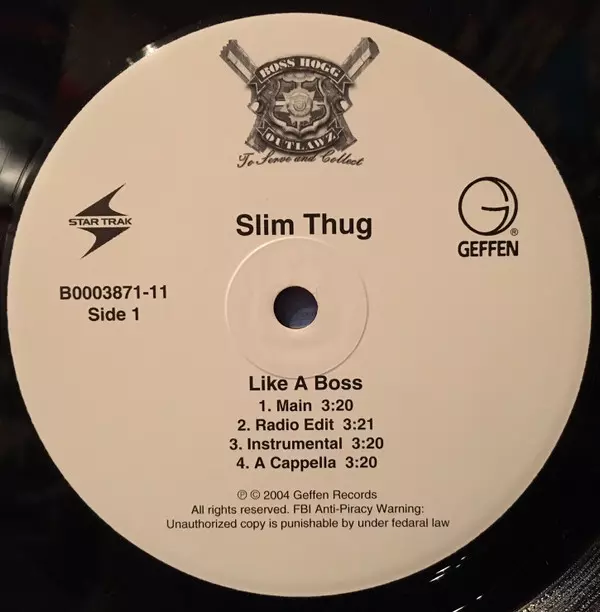 BOSS HOGG
OUTLAWZ
To Serve and Collect
STAR TRAK
Slim Thug
GEFFEN®
B0003871-11
Side 1
Like A Boss
1. Main 3:20
2. Radio Edit 3:21
3. Instrumental 3:20
4. A Cappella 3:20
℗ © 2004 Geffen Records
All rights reserved. FBI Anti-Piracy Warning:
Unauthorized copy is punishable by under fedaral law